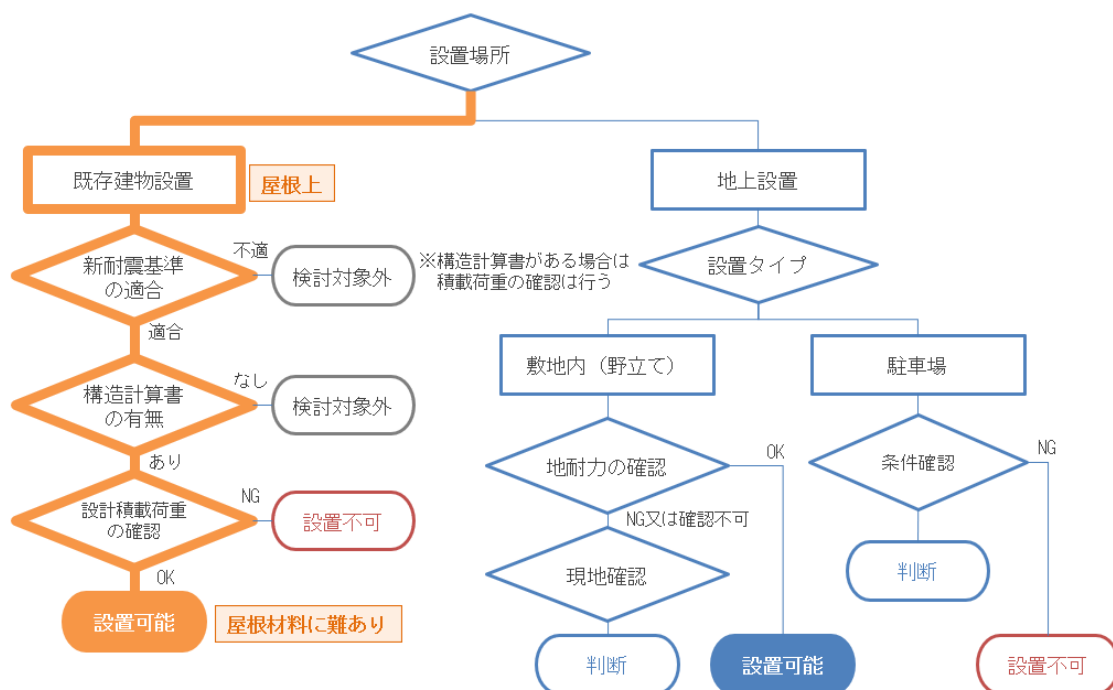 設置場所
既存建物設置
屋根上
新耐震基準
の適合
不適
検討対象外
※構造計算書がある場合は
積載荷重の確認は行う
適合
構造計算書
の有無
なし
検討対象外
あり
設計積載荷重
の確認
NG
設置不可
OK
設置可能
屋根材料に難あり
地上設置
設置タイプ
敷地内（野立て）
駐車場
地耐力の確認
OK
NG又は確認不可
現地確認
判断
設置可能
条件確認
NG
判断
設置不可